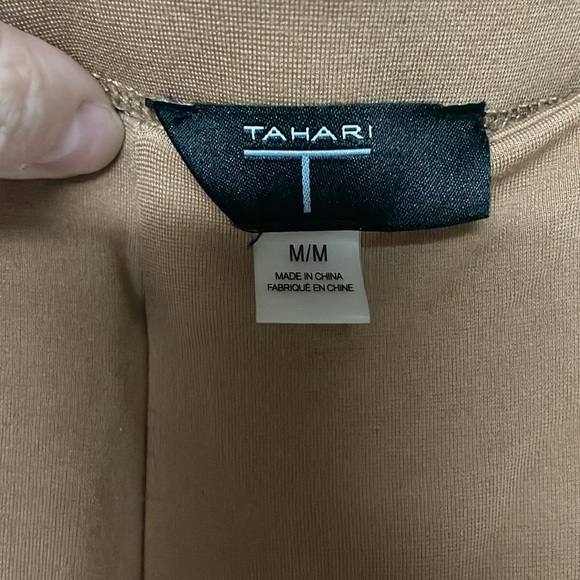 TAHARI
T
M/M
MADE IN CHINA
FABRIQUÉ EN CHINE